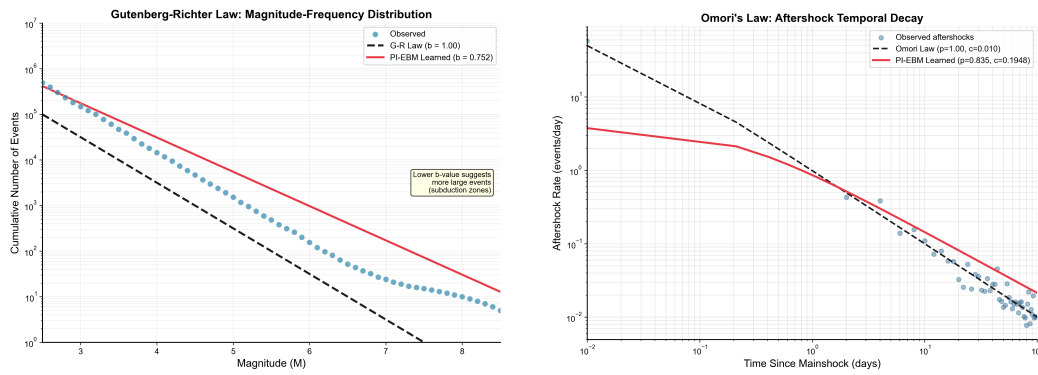 Gutenberg-Richter Law: Magnitude-Frequency Distribution
Observed
G-R Law (b = 1.00)
PI-EBM Learned (b = 0.752)
Lower b-value suggests
more large events
(subduction zones)
Cumulative Number of Events
10⁷
10⁶
10⁵
10⁴
10³
10²
10¹
10⁰
3 4 5 6 7 8
Magnitude (M)
Omori's Law: Aftershock Temporal Decay
Observed aftershocks
Omori Law (p=1.00, c=0.010)
PI-EBM Learned (p=0.835, c=0.1948)
Aftershock Rate (events/day)
10¹
10⁰
10⁻¹
10⁻²
10⁻² 10⁻¹ 10⁰ 10¹
Time Since Mainshock (days)